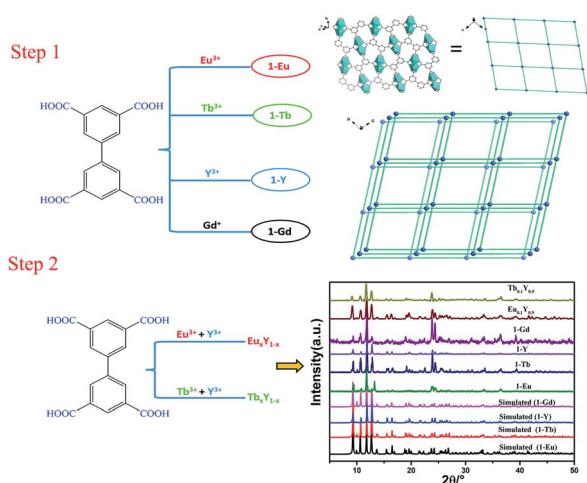 Step 1
HOOC
COOH
HOOC
COOH
Eu³⁺
1-Eu
Tb³⁺
1-Tb
Y³⁺
1-Y
Gd⁺
1-Gd
=
Step 2
HOOC
COOH
HOOC
COOH
Eu³⁺ + Y³⁺
EuₓY₁₋ₓ
Tb³⁺ + Y³⁺
TbₓY₁₋ₓ
Intensity(a.u.)
Tb₀.₁Y₀.₉
Eu₀.₁Y₀.₉
1-Gd
1-Y
1-Tb
1-Eu
Simulated (1-Gd)
Simulated (1-Y)
Simulated (1-Tb)
Simulated (1-Eu)
10 20 30 40 50
2θ/°